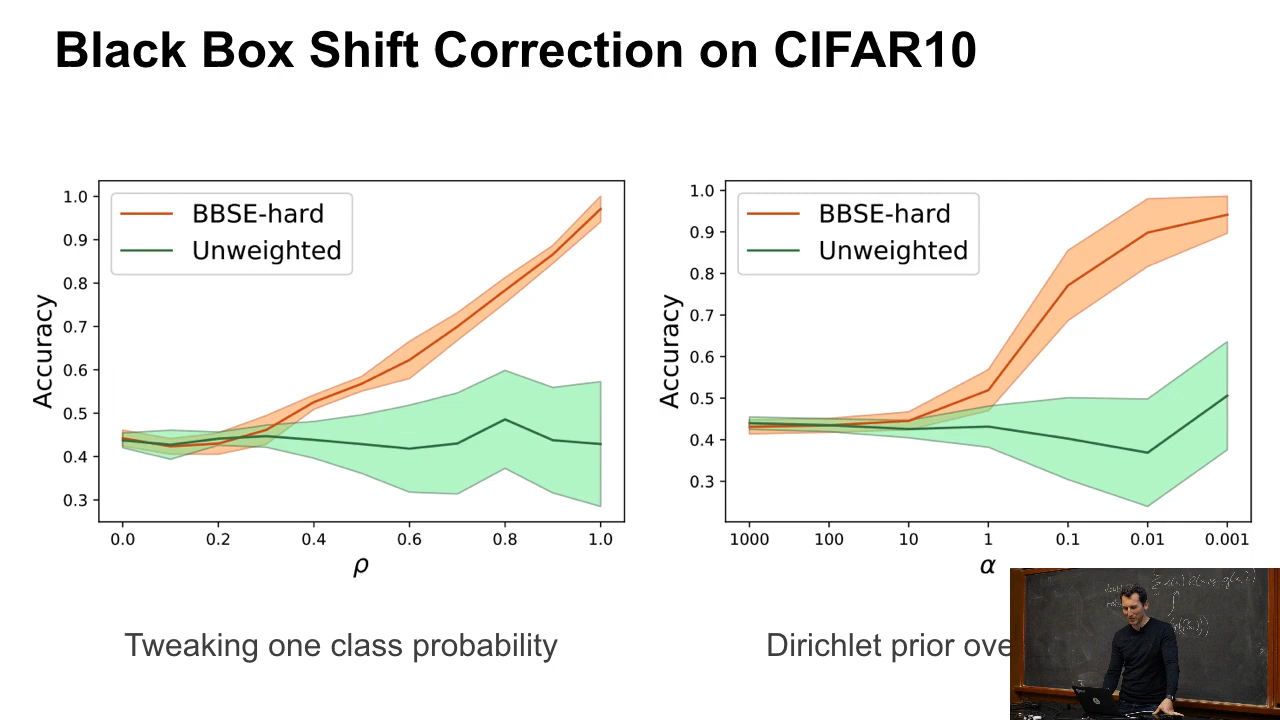 Black Box Shift Correction on CIFAR10
BBSE-hard
Unweighted
1.0
0.9
0.8
0.7
0.6
0.5
0.4
0.3
Accuracy
0.0 0.2 0.4 0.6 0.8 1.0
ρ
Tweaking one class probability
BBSE-hard
Unweighted
1.0
0.9
0.8
0.7
0.6
0.5
0.4
0.3
Accuracy
1000 100 10 1 0.1 0.01 0.001
α
Dirichlet prior ove